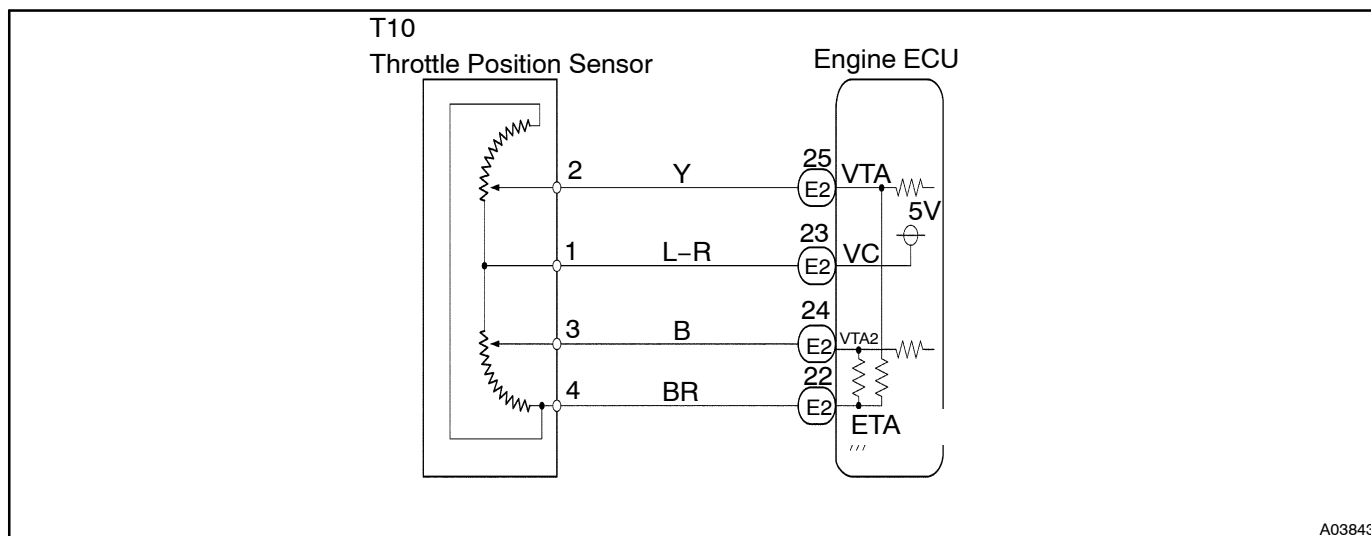 T10
Throttle Position Sensor
Engine ECU
2 Y 25 E2 VTA
5V
1 L−R 23 E2 VC
3 B 24 E2 VTA2
4 BR 22 E2
ETA
A03843